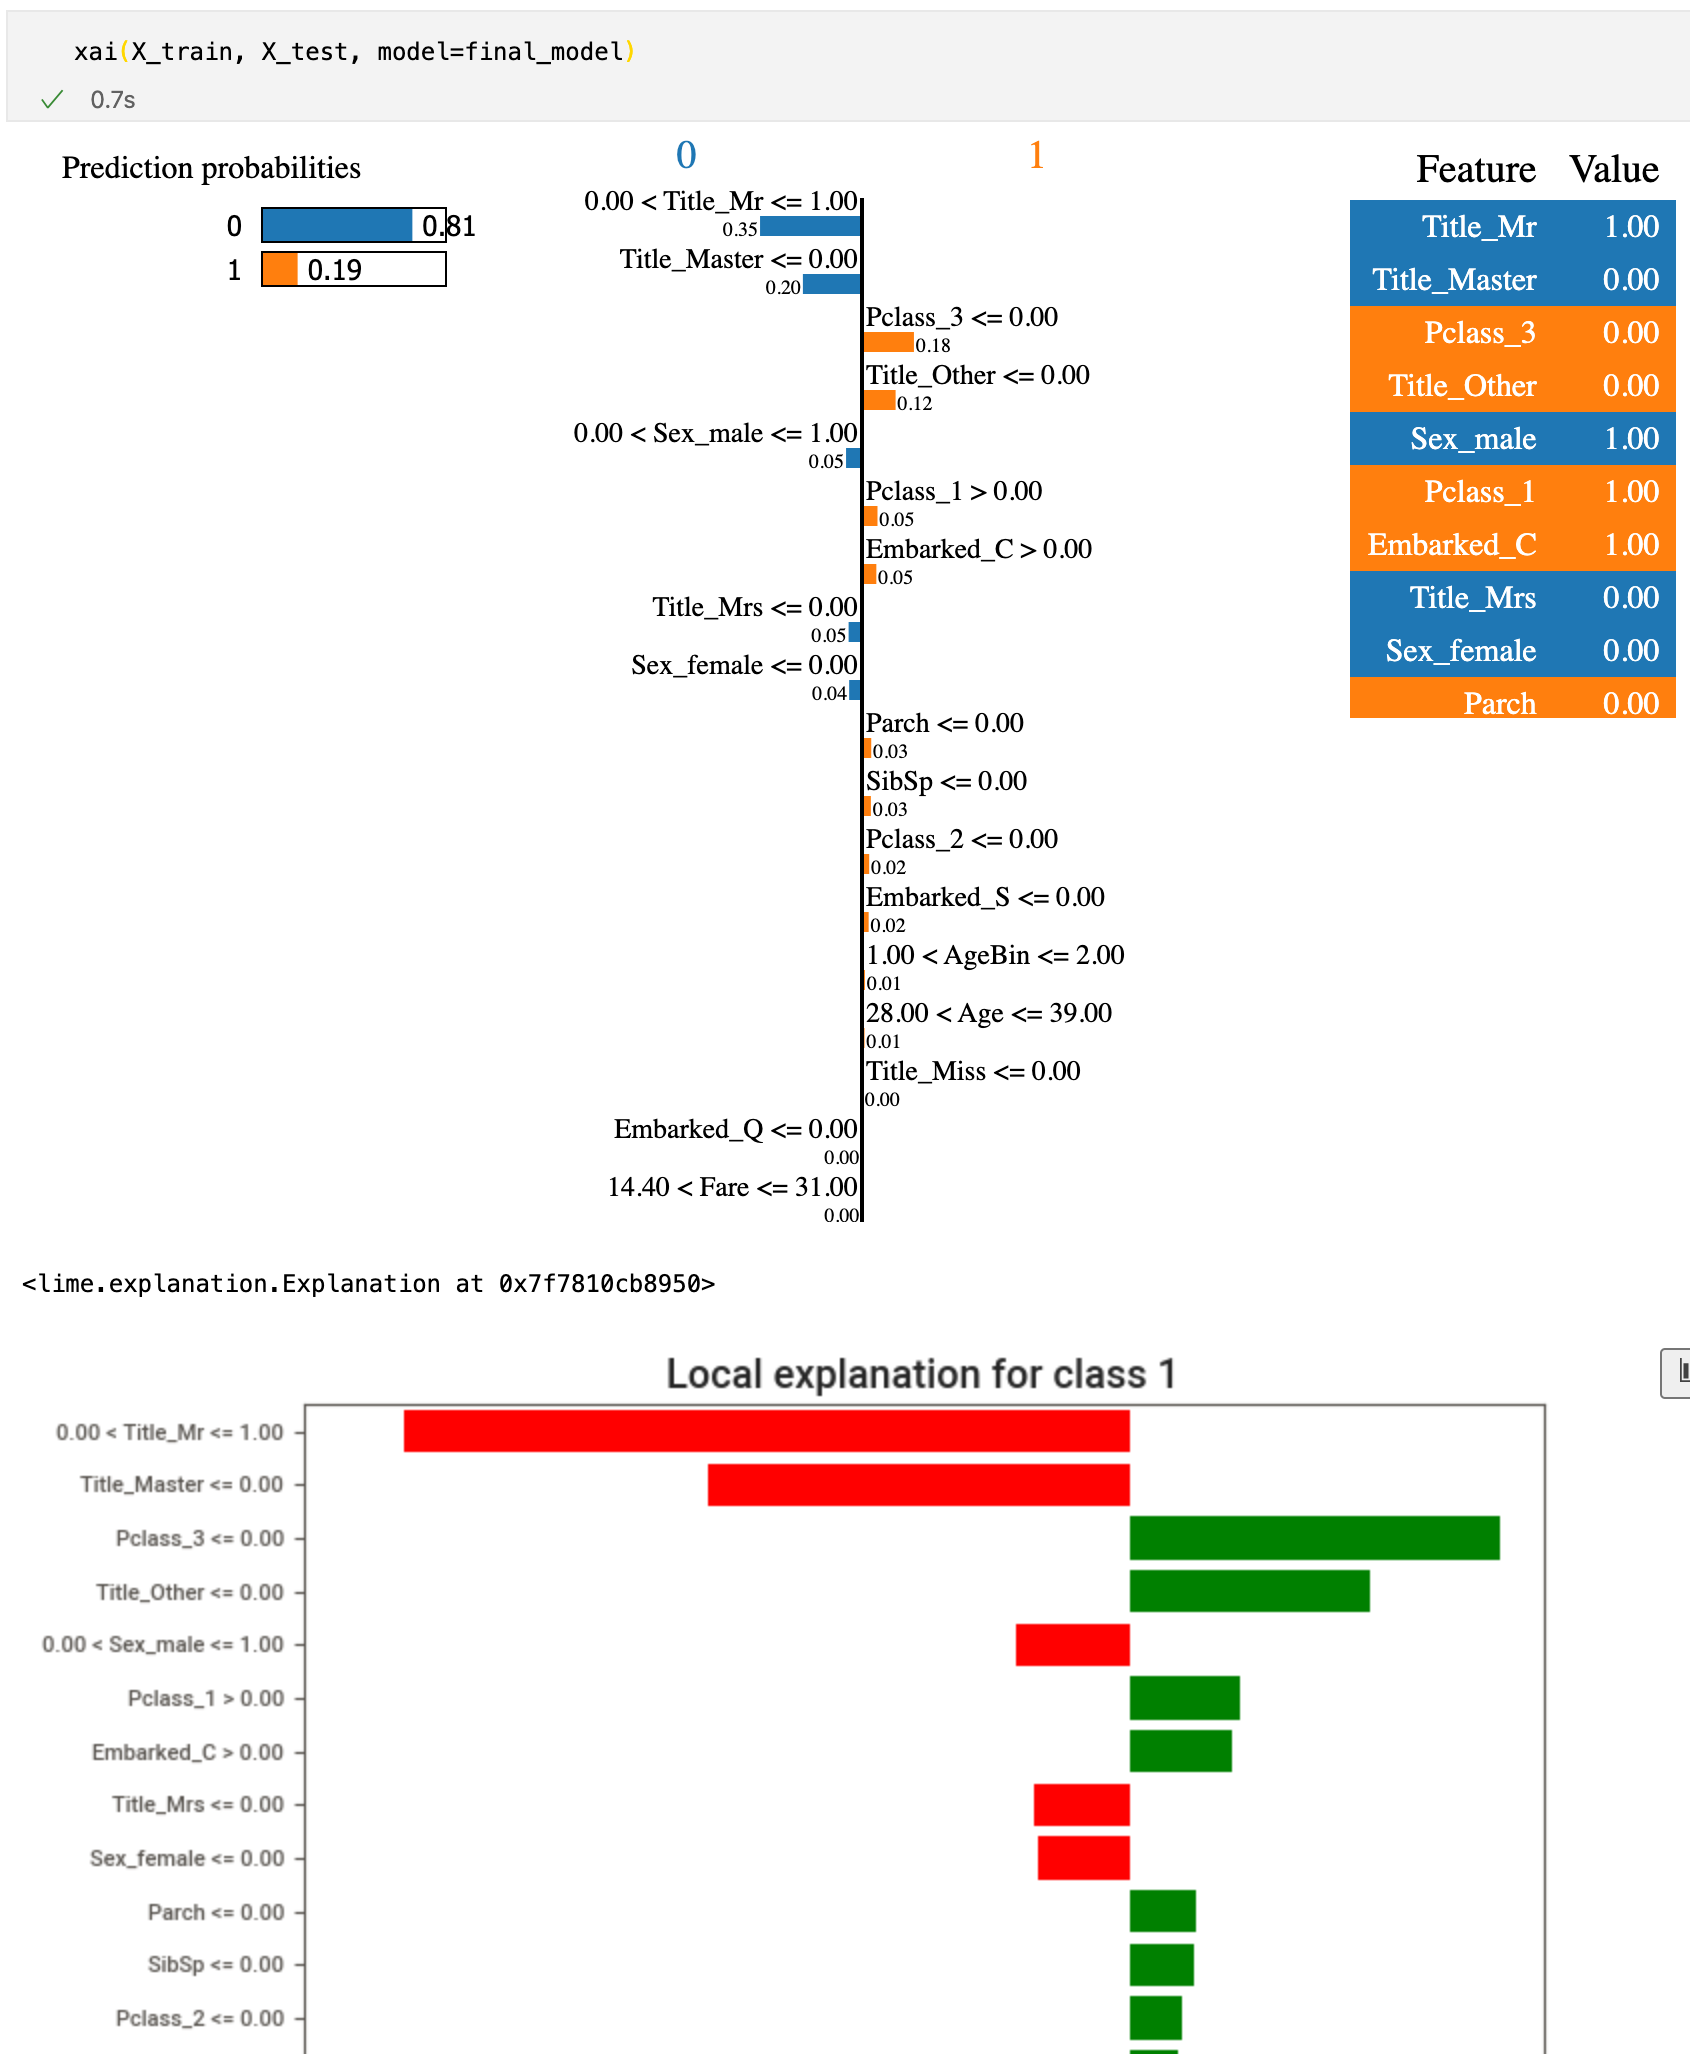 xai(X_train, X_test, model=final_model)
0.7s
Prediction probabilities
0 0.81
1 0.19
0 1
0.00 < Title_Mr <= 1.00
0.35
Title_Master <= 0.00
0.20
Pclass_3 <= 0.00
0.18
Title_Other <= 0.00
0.12
0.00 < Sex_male <= 1.00
0.05
Pclass_1 > 0.00
0.05
Embarked_C > 0.00
0.05
Title_Mrs <= 0.00
0.05
Sex_female <= 0.00
0.04
Parch <= 0.00
0.03
SibSp <= 0.00
0.03
Pclass_2 <= 0.00
0.02
Embarked_S <= 0.00
0.02
1.00 < AgeBin <= 2.00
0.01
28.00 < Age <= 39.00
0.01
Title_Miss <= 0.00
0.00
Embarked_Q <= 0.00
0.00
14.40 < Fare <= 31.00
0.00
Feature Value
Title_Mr 1.00
Title_Master 0.00
Pclass_3 0.00
Title_Other 0.00
Sex_male 1.00
Pclass_1 1.00
Embarked_C 1.00
Title_Mrs 0.00
Sex_female 0.00
Parch 0.00
<lime.explanation.Explanation at 0x7f7810cb8950>
Local explanation for class 1
0.00 < Title_Mr <= 1.00
Title_Master <= 0.00
Pclass_3 <= 0.00
Title_Other <= 0.00
0.00 < Sex_male <= 1.00
Pclass_1 > 0.00
Embarked_C > 0.00
Title_Mrs <= 0.00
Sex_female <= 0.00
Parch <= 0.00
SibSp <= 0.00
Pclass_2 <= 0.00